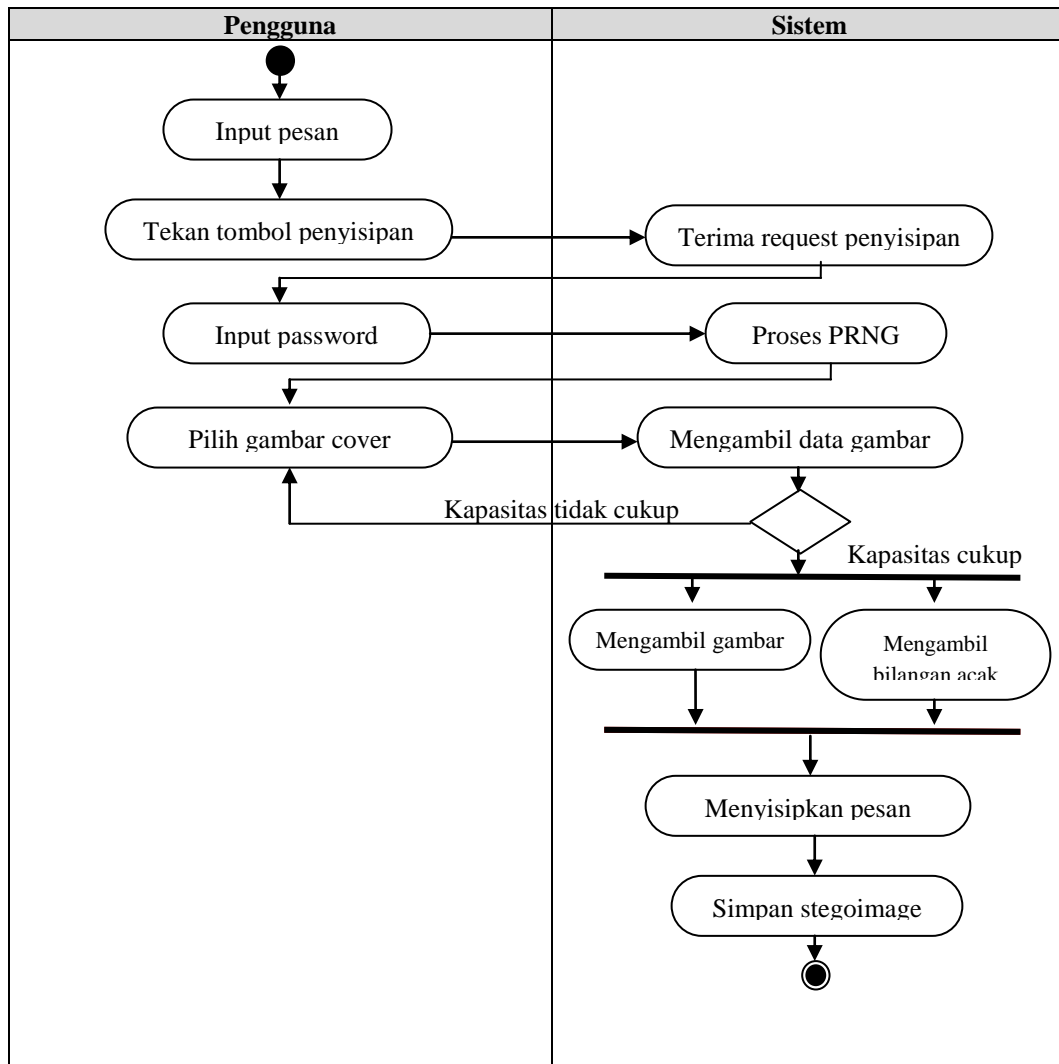 Pengguna
Sistem
Input pesan
Tekan tombol penyisipan
Terima request penyisipan
Input password
Proses PRNG
Pilih gambar cover
Mengambil data gambar
Kapasitas tidak cukup
Kapasitas cukup
Mengambil gambar
Mengambil
bilangan acak
Menyisipkan pesan
Simpan stegoimage